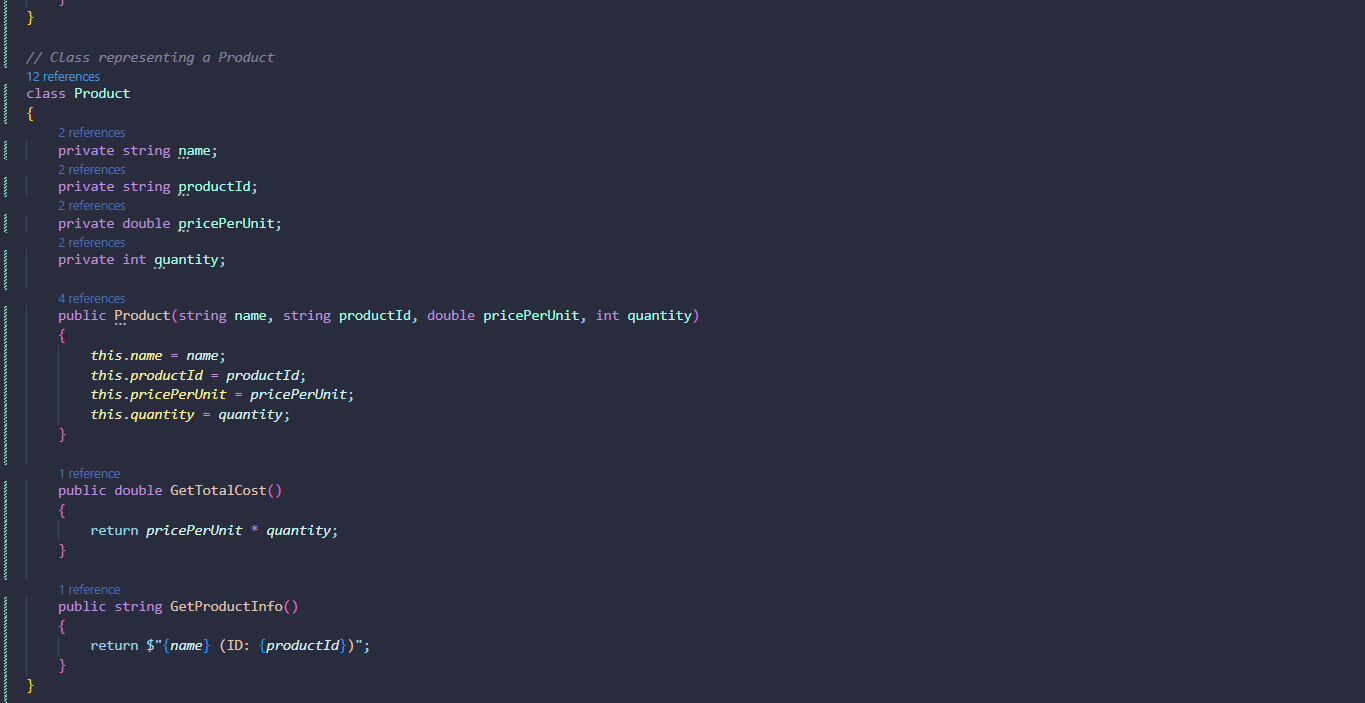 }
}
// Class representing a Product
12 references
class Product
{
2 references
private string name;
2 references
private string productId;
2 references
private double pricePerUnit;
2 references
private int quantity;
4 references
public Product(string name, string productId, double pricePerUnit, int quantity)
{
this.name = name;
this.productId = productId;
this.pricePerUnit = pricePerUnit;
this.quantity = quantity;
}
1 reference
public double GetTotalCost()
{
return pricePerUnit * quantity;
}
1 reference
public string GetProductInfo()
{
return $"{name} (ID: {productId})";
}
}